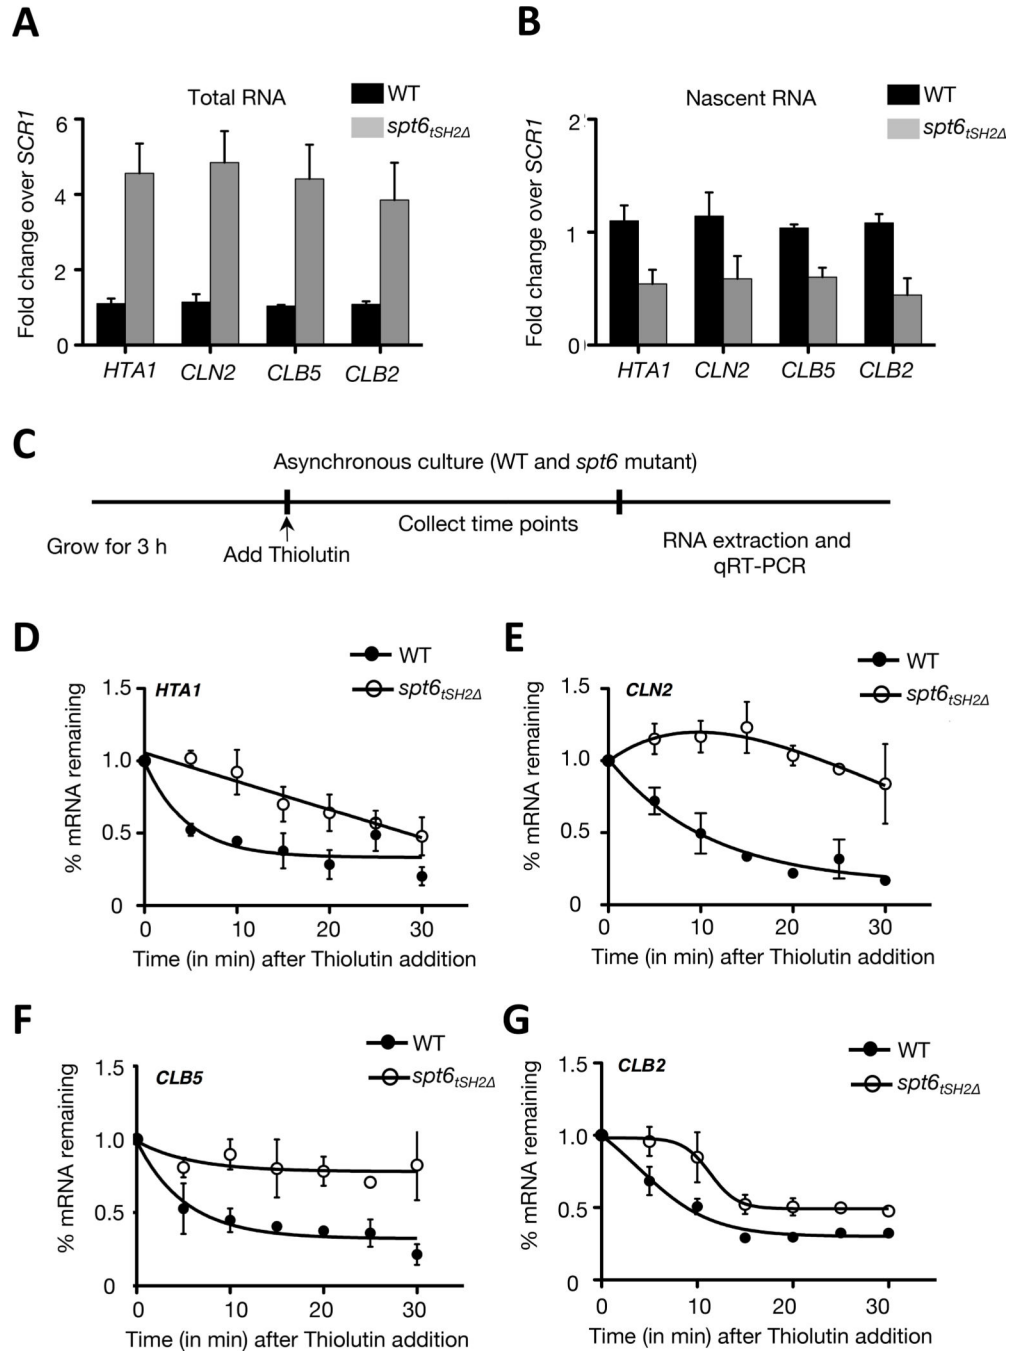 A
Total RNA
WT
spt6tSH2Δ
Fold change over SCR1
6
4
2
0
HTA1 CLN2 CLB5 CLB2
B
Nascent RNA
WT
spt6tSH2Δ
Fold change over SCR1
2
1
0
HTA1 CLN2 CLB5 CLB2
C
Asynchronous culture (WT and spt6 mutant)
Grow for 3 h
Add Thiolutin
Collect time points
RNA extraction and
qRT-PCR
D
WT
spt6tSH2Δ
HTA1
% mRNA remaining
1.5
1.0
0.5
0
0 10 20 30
Time (in min) after Thiolutin addition
E
WT
spt6tSH2Δ
CLN2
% mRNA remaining
1.5
1.0
0.5
0
0 10 20 30
Time (in min) after Thiolutin addition
F
WT
spt6tSH2Δ
CLB5
% mRNA remaining
1.5
1.0
0.5
0
0 10 20 30
Time (in min) after Thiolutin addition
G
WT
spt6tSH2Δ
CLB2
% mRNA remaining
1.5
1.0
0.5
0
0 10 20 30
Time (in min) after Thiolutin addition